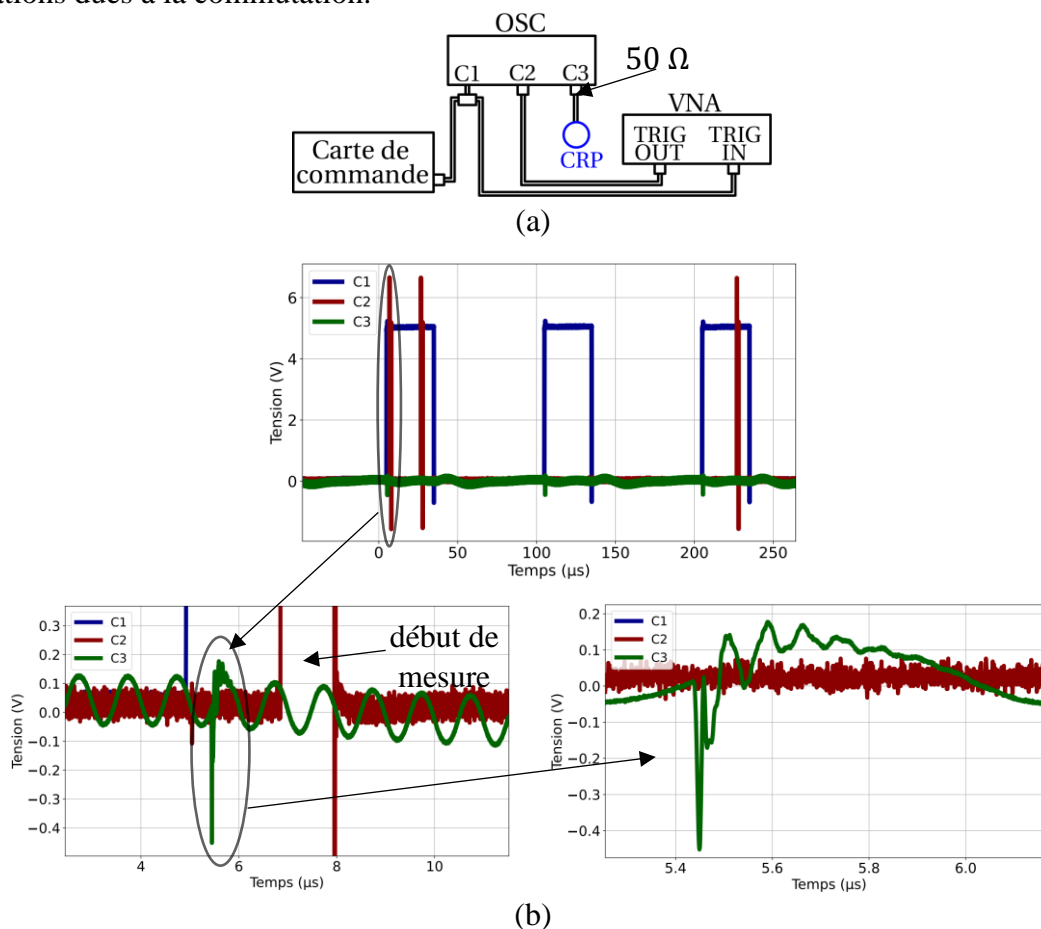 ations dues à la commutation.
OSC
C1 C2 C3
50 Ω
VNA
TRIG TRIG
OUT IN
CRP
Carte de
commande
(a)
C1
C2
C3
Tension (V)
6
4
2
0
0 50 100 150 200 250
Temps (µs)
C1
C2
C3
début de
mesure
Tension (V)
0.3
0.2
0.1
0.0
−0.1
−0.2
−0.3
−0.4
4 6 8 10
Temps (µs)
C1
C2
C3
Tension (V)
0.2
0.1
0.0
−0.1
−0.2
−0.3
−0.4
5.4 5.6 5.8 6.0
Temps (µs)
(b)